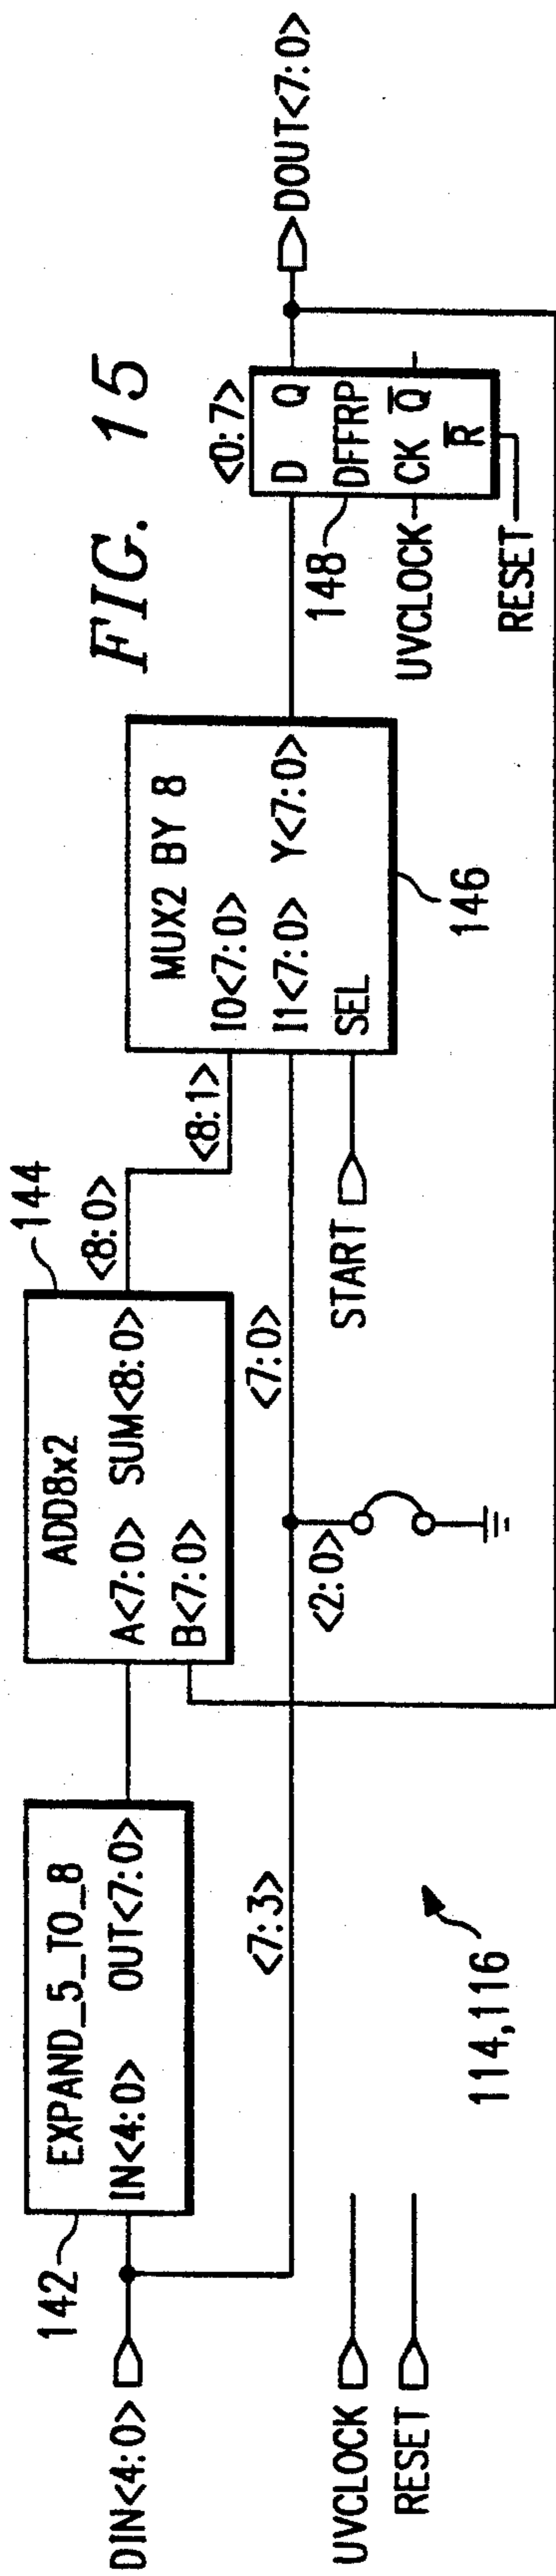 FIG. 15
DIN<4:0>
142
EXPAND_5_TO_8
IN<4:0> OUT<7:0>
144
ADD8x2
A<7:0> SUM<8:0>
B<7:0>
<8:0>
<8:1>
<7:3>
<2:0>
<7:0>
START
MUX2 BY 8
I0<7:0>
I1<7:0> Y<7:0>
SEL
146
<0:7>
D Q
DFFRP
CK Q̅
R̅
148
UVCLOCK
RESET
DOUT<7:0>
UVCLOCK
RESET
114,116